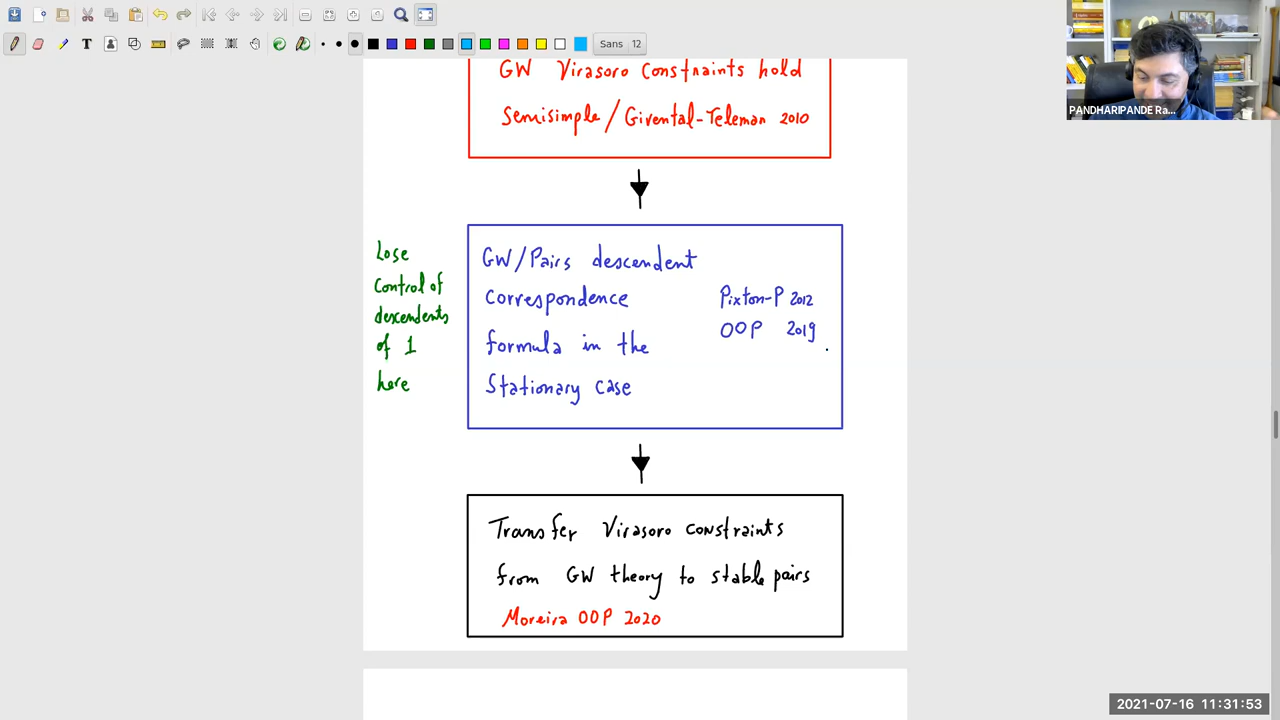 Sans 12
PANDHARIPANDE Ra...
GW Virasoro Constraints hold
Semisimple/Givental-Teleman 2010
Lose
control of
descendents
of 1
here
GW/Pairs descendent
correspondence
formula in the
Stationary case
Pixton-P 2012
OOP 2019
Transfer Virasoro constraints
from GW theory to stable pairs
Moreira OOP 2020
2021-07-16 11:31:53